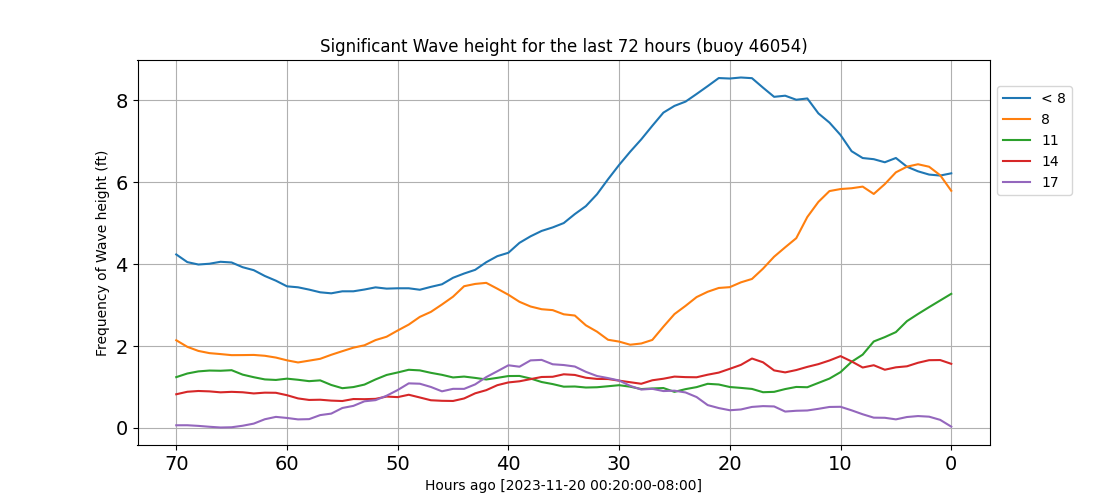 Significant Wave height for the last 72 hours (buoy 46054)
Frequency of Wave height (ft)
8
6
4
2
0
70 60 50 40 30 20 10 0
Hours ago [2023-11-20 00:20:00-08:00]
< 8
8
11
14
17